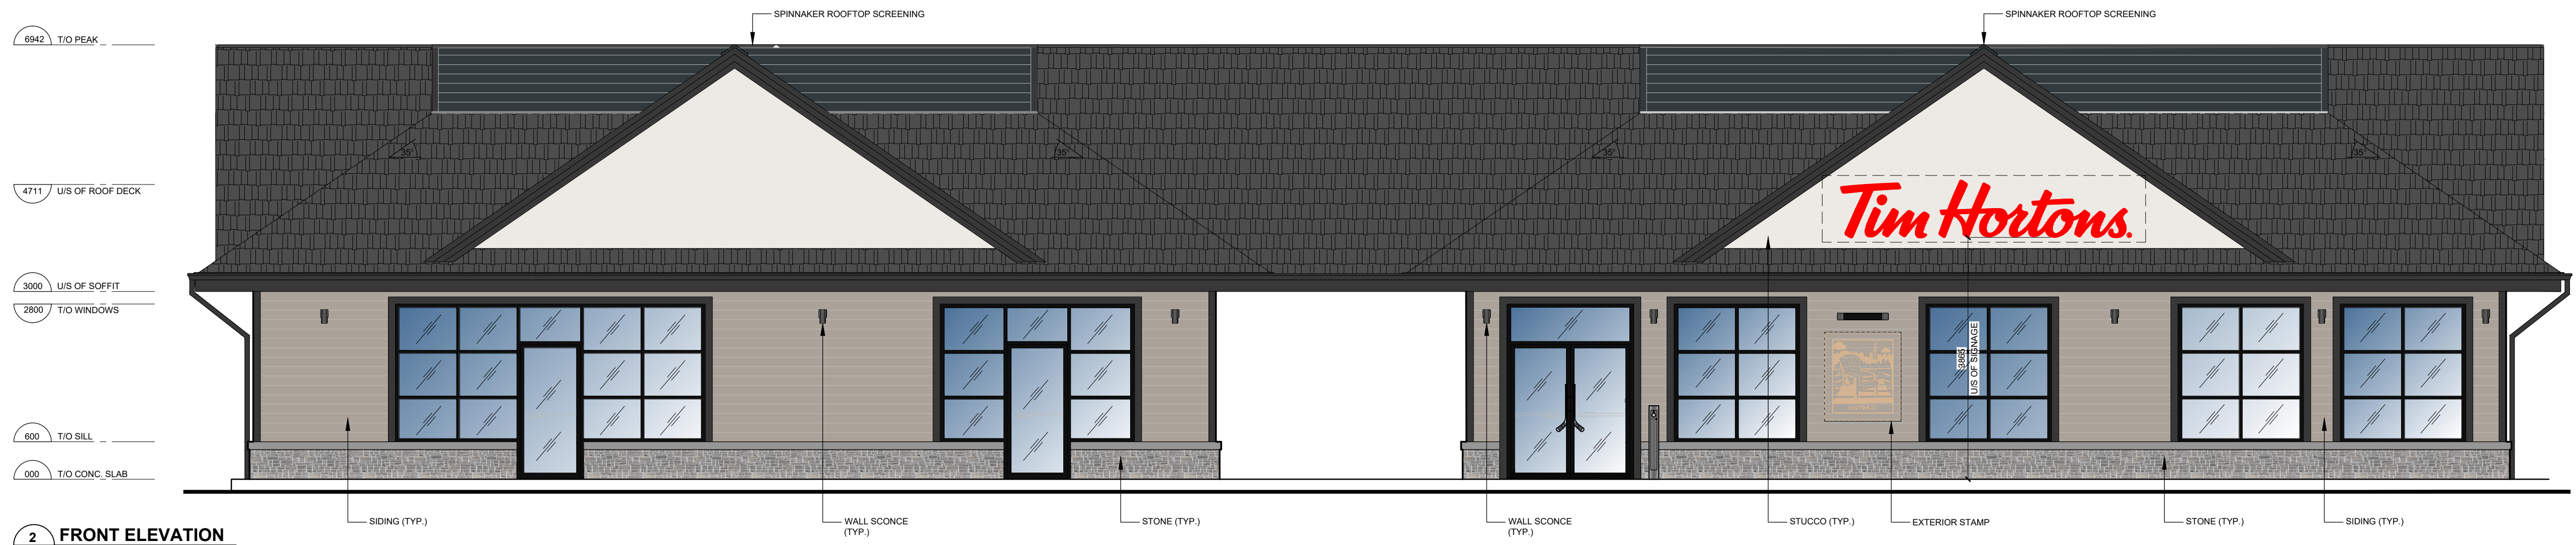 SPINNAKER ROOFTOP SCREENING
SPINNAKER ROOFTOP SCREENING
6942 T/O PEAK
35°
35°
35°
35°
4711 U/S OF ROOF DECK
Tim Hortons.
3000 U/S OF SOFFIT
2800 T/O WINDOWS
3865
U/S OF SIGNAGE
600 T/O SILL
000 T/O CONC. SLAB
SIDING (TYP.)
WALL SCONCE
(TYP.)
STONE (TYP.)
WALL SCONCE
(TYP.)
STUCCO (TYP.)
EXTERIOR STAMP
STONE (TYP.)
SIDING (TYP.)
2 FRONT ELEVATION